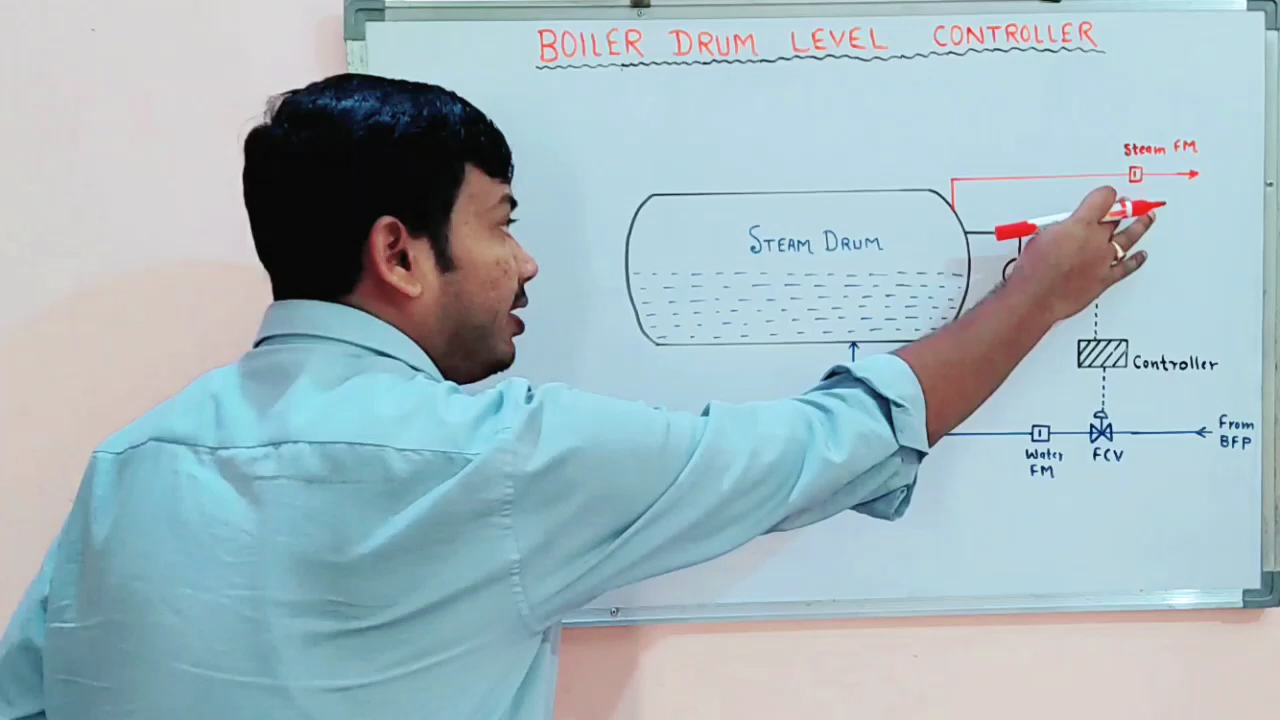 BOILER DRUM LEVEL CONTROLLER
Steam FM
STEAM DRUM
Controller
From
BFP
Water
FM
FCV